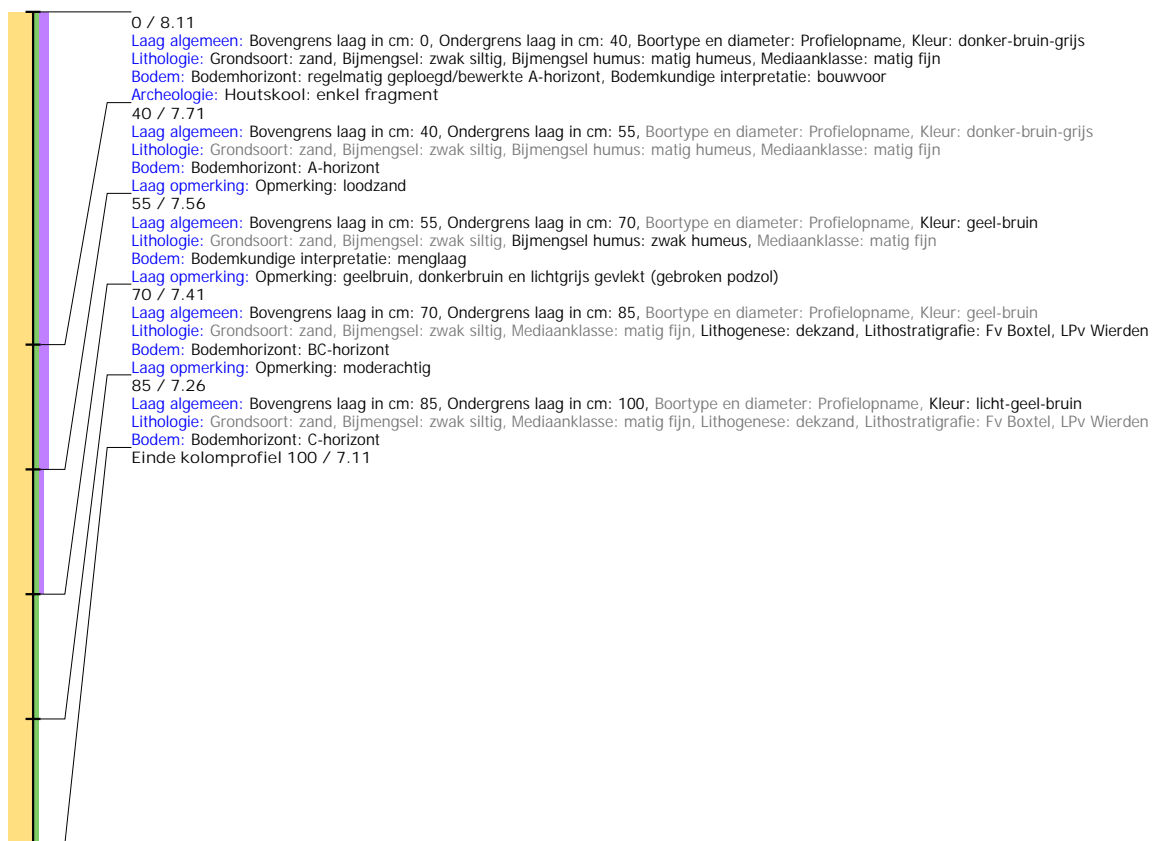 0 / 8.11
Laag algemeen: Bovengrens laag in cm: 0, Ondergrens laag in cm: 40, Boortype en diameter: Profielopname, Kleur: donker-bruin-grijs
Lithologie: Grondsoort: zand, Bijmengsel: zwak siltig, Bijmengsel humus: matig humeus, Mediaanklasse: matig fijn
Bodem: Bodemhorizont: regelmatig geploegd/bewerkte A-horizont, Bodemkundige interpretatie: bouwvoor
Archeologie: Houtskool: enkel fragment
40 / 7.71
Laag algemeen: Bovengrens laag in cm: 40, Ondergrens laag in cm: 55, Boortype en diameter: Profielopname, Kleur: donker-bruin-grijs
Lithologie: Grondsoort: zand, Bijmengsel: zwak siltig, Bijmengsel humus: matig humeus, Mediaanklasse: matig fijn
Bodem: Bodemhorizont: A-horizont
Laag opmerking: Opmerking: loodzand
55 / 7.56
Laag algemeen: Bovengrens laag in cm: 55, Ondergrens laag in cm: 70, Boortype en diameter: Profielopname, Kleur: geel-bruin
Lithologie: Grondsoort: zand, Bijmengsel: zwak siltig, Bijmengsel humus: zwak humeus, Mediaanklasse: matig fijn
Bodem: Bodemkundige interpretatie: menglaag
Laag opmerking: Opmerking: geelbruin, donkerbruin en lichtgrijs gevlekt (gebroken podzol)
70 / 7.41
Laag algemeen: Bovengrens laag in cm: 70, Ondergrens laag in cm: 85, Boortype en diameter: Profielopname, Kleur: geel-bruin
Lithologie: Grondsoort: zand, Bijmengsel: zwak siltig, Mediaanklasse: matig fijn, Lithogenese: dekzand, Lithostratigrafie: Fv Boxtel, LPv Wierden
Bodem: Bodemhorizont: BC-horizont
Laag opmerking: Opmerking: moderachtig
85 / 7.26
Laag algemeen: Bovengrens laag in cm: 85, Ondergrens laag in cm: 100, Boortype en diameter: Profielopname, Kleur: licht-geel-bruin
Lithologie: Grondsoort: zand, Bijmengsel: zwak siltig, Mediaanklasse: matig fijn, Lithogenese: dekzand, Lithostratigrafie: Fv Boxtel, LPv Wierden
Bodem: Bodemhorizont: C-horizont
Einde kolomprofiel 100 / 7.11